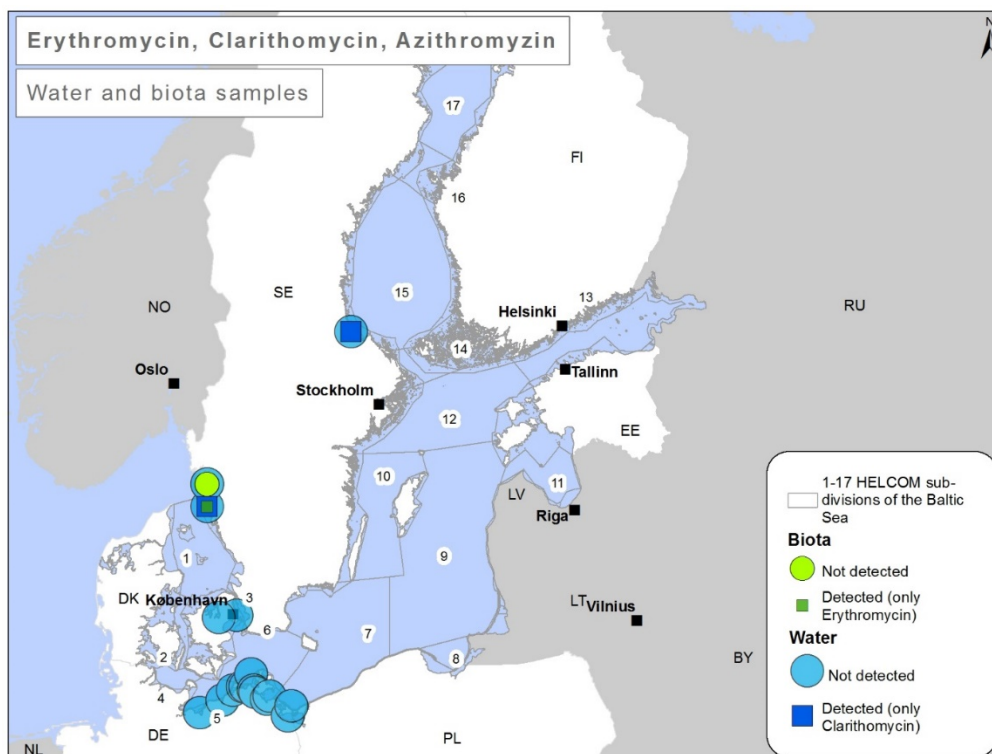 Erythromycin, Clarithomycin, Azithromyzin
Water and biota samples
N
17
FI
16
NO
SE
15
13
Helsinki
RU
14
Oslo
Tallinn
Stockholm
12
EE
10
11
LV
Riga
9
1
DK
København
3
LT
Vilnius
6
7
2
8
BY
4
5
DE
PL
NL
1-17 HELCOM sub-
divisions of the Baltic
Sea
Biota
Not detected
Detected (only
Erythromycin)
Water
Not detected
Detected (only
Clarithomycin)